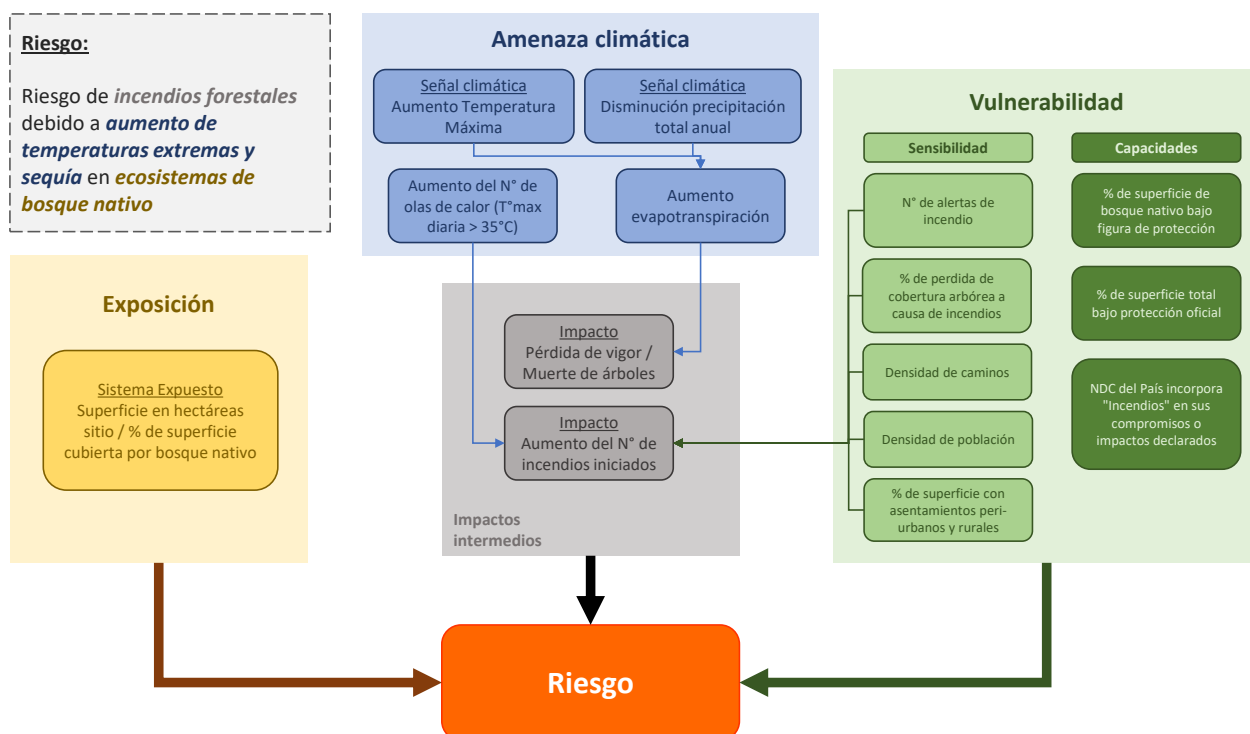 Riesgo:
Riesgo de incendios forestales
debido a aumento de
temperaturas extremas y
sequía en ecosistemas de
bosque nativo
Amenaza climática
Señal climática
Aumento Temperatura
Máxima
Señal climática
Disminución precipitación
total anual
Aumento del N° de
olas de calor (T°max
diaria > 35°C)
Aumento
evapotranspiración
Exposición
Sistema Expuesto
Superficie en hectáreas
sitio / % de superficie
cubierta por bosque nativo
Impacto
Pérdida de vigor /
Muerte de árboles
Impacto
Aumento del N° de
incendios iniciados
Impactos
intermedios
Vulnerabilidad
Sensibilidad
N° de alertas de
incendio
% de perdida de
cobertura arbórea a
causa de incendios
Densidad de caminos
Densidad de población
% de superficie con
asentamientos peri-
urbanos y rurales
Capacidades
% de superficie de
bosque nativo bajo
figura de protección
% de superficie total
bajo protección oficial
NDC del País incorpora
"Incendios" en sus
compromisos o
impactos declarados
Riesgo